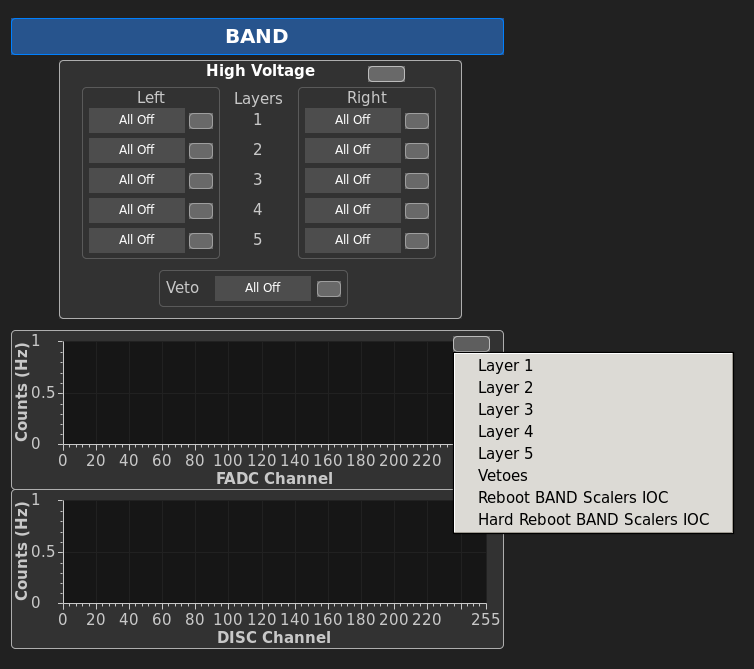 BAND
High Voltage
Left Layers Right
All Off 1 All Off
All Off 2 All Off
All Off 3 All Off
All Off 4 All Off
All Off 5 All Off
Veto All Off
Counts (Hz)
1
0.5
0
0 20 40 60 80 100 120 140 160 180 200 220
FADC Channel
Layer 1
Layer 2
Layer 3
Layer 4
Layer 5
Vetoes
Reboot BAND Scalers IOC
Hard Reboot BAND Scalers IOC
Counts (Hz)
1
0.5
0
0 20 40 60 80 100 120 140 160 180 200 220 255
DISC Channel